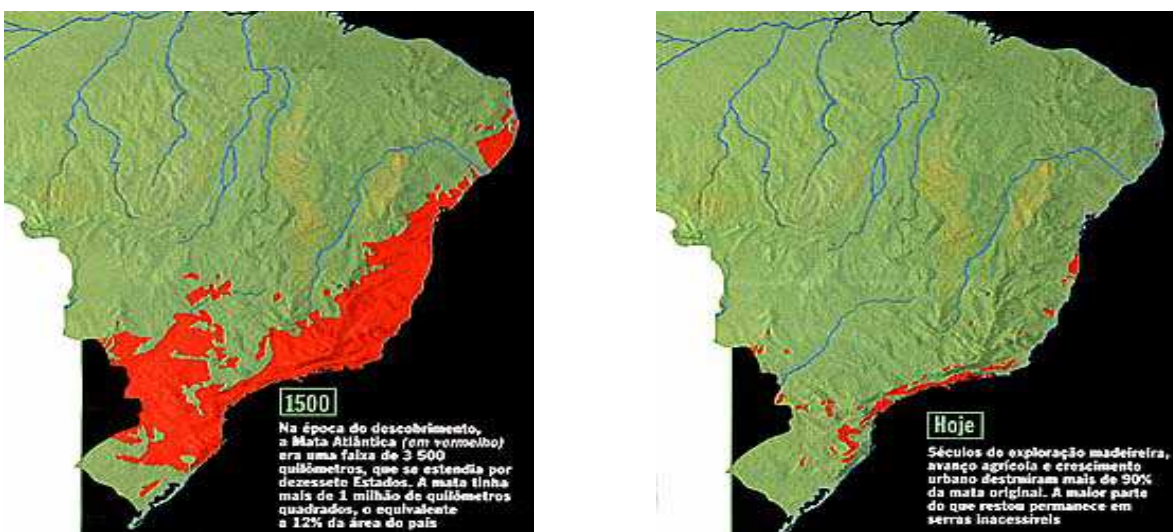 1500
Na época do descobrimento,
a Mata Atlântica (em vermelho)
era uma faixa de 3 500
quilômetros, que se estendia por
dezessete Estados. A mata tinha
mais de 1 milhão de quilômetros
quadrados, o equivalente
a 12% da área do país
Hoje
Séculos de exploração madeireira,
avanço agrícola e crescimento
urbano destruíram mais de 90%
da mata original. A maior parte
do que restou permanece em
serras inacessíveis